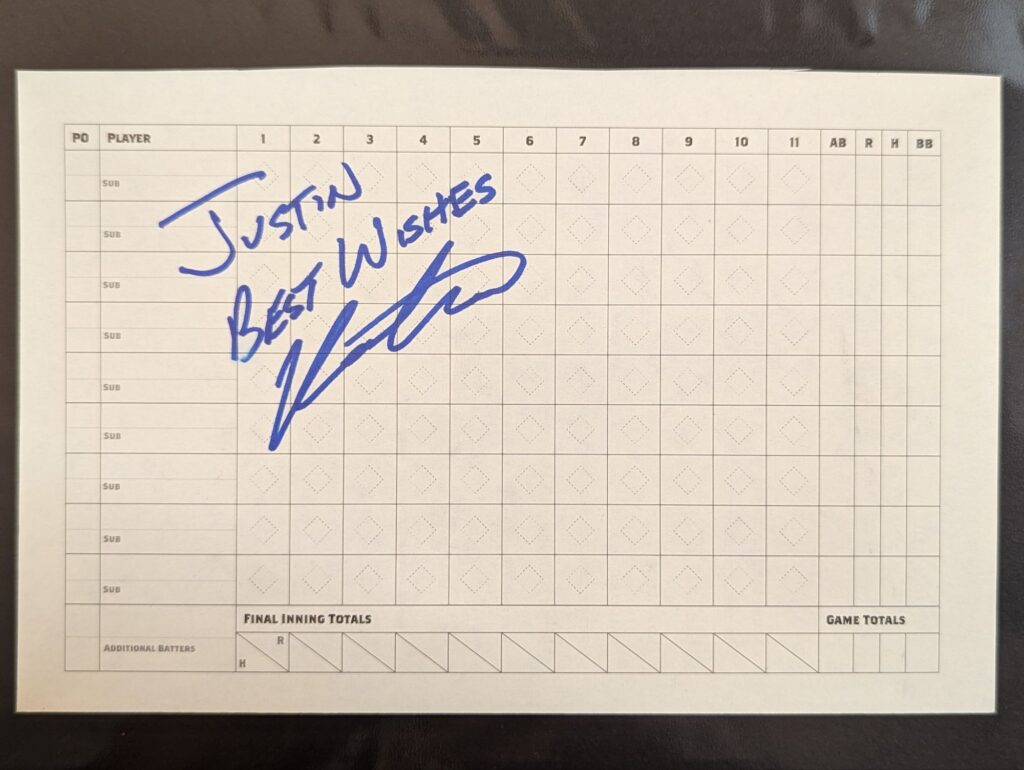 PO PLAYER 1 2 3 4 5 6 7 8 9 10 11 AB R H BB
SUB
SUB
SUB
SUB
SUB
SUB
SUB
SUB
SUB
JUSTIN
BEST WISHES
FINAL INNING TOTALS GAME TOTALS
ADDITIONAL BATTERS H R